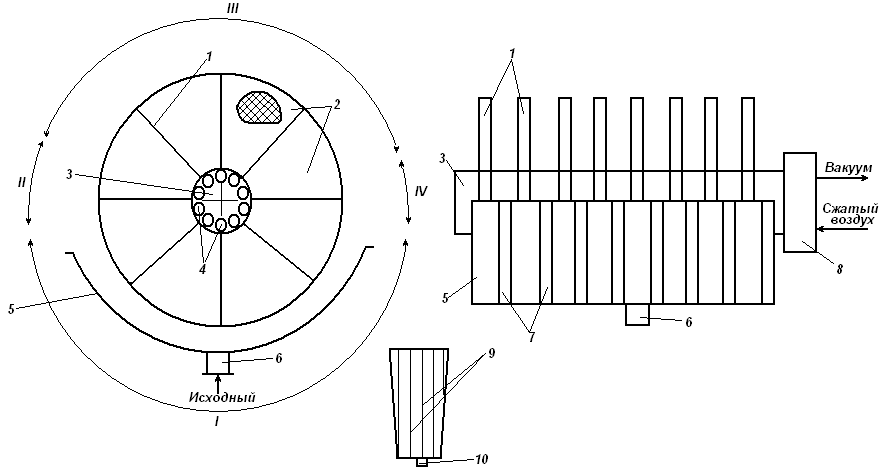 III
1
2
3
II
IV
4
5
6
Исходный
I
1
3
Вакуум
Сжатый
воздух
8
5
7
6
9
10